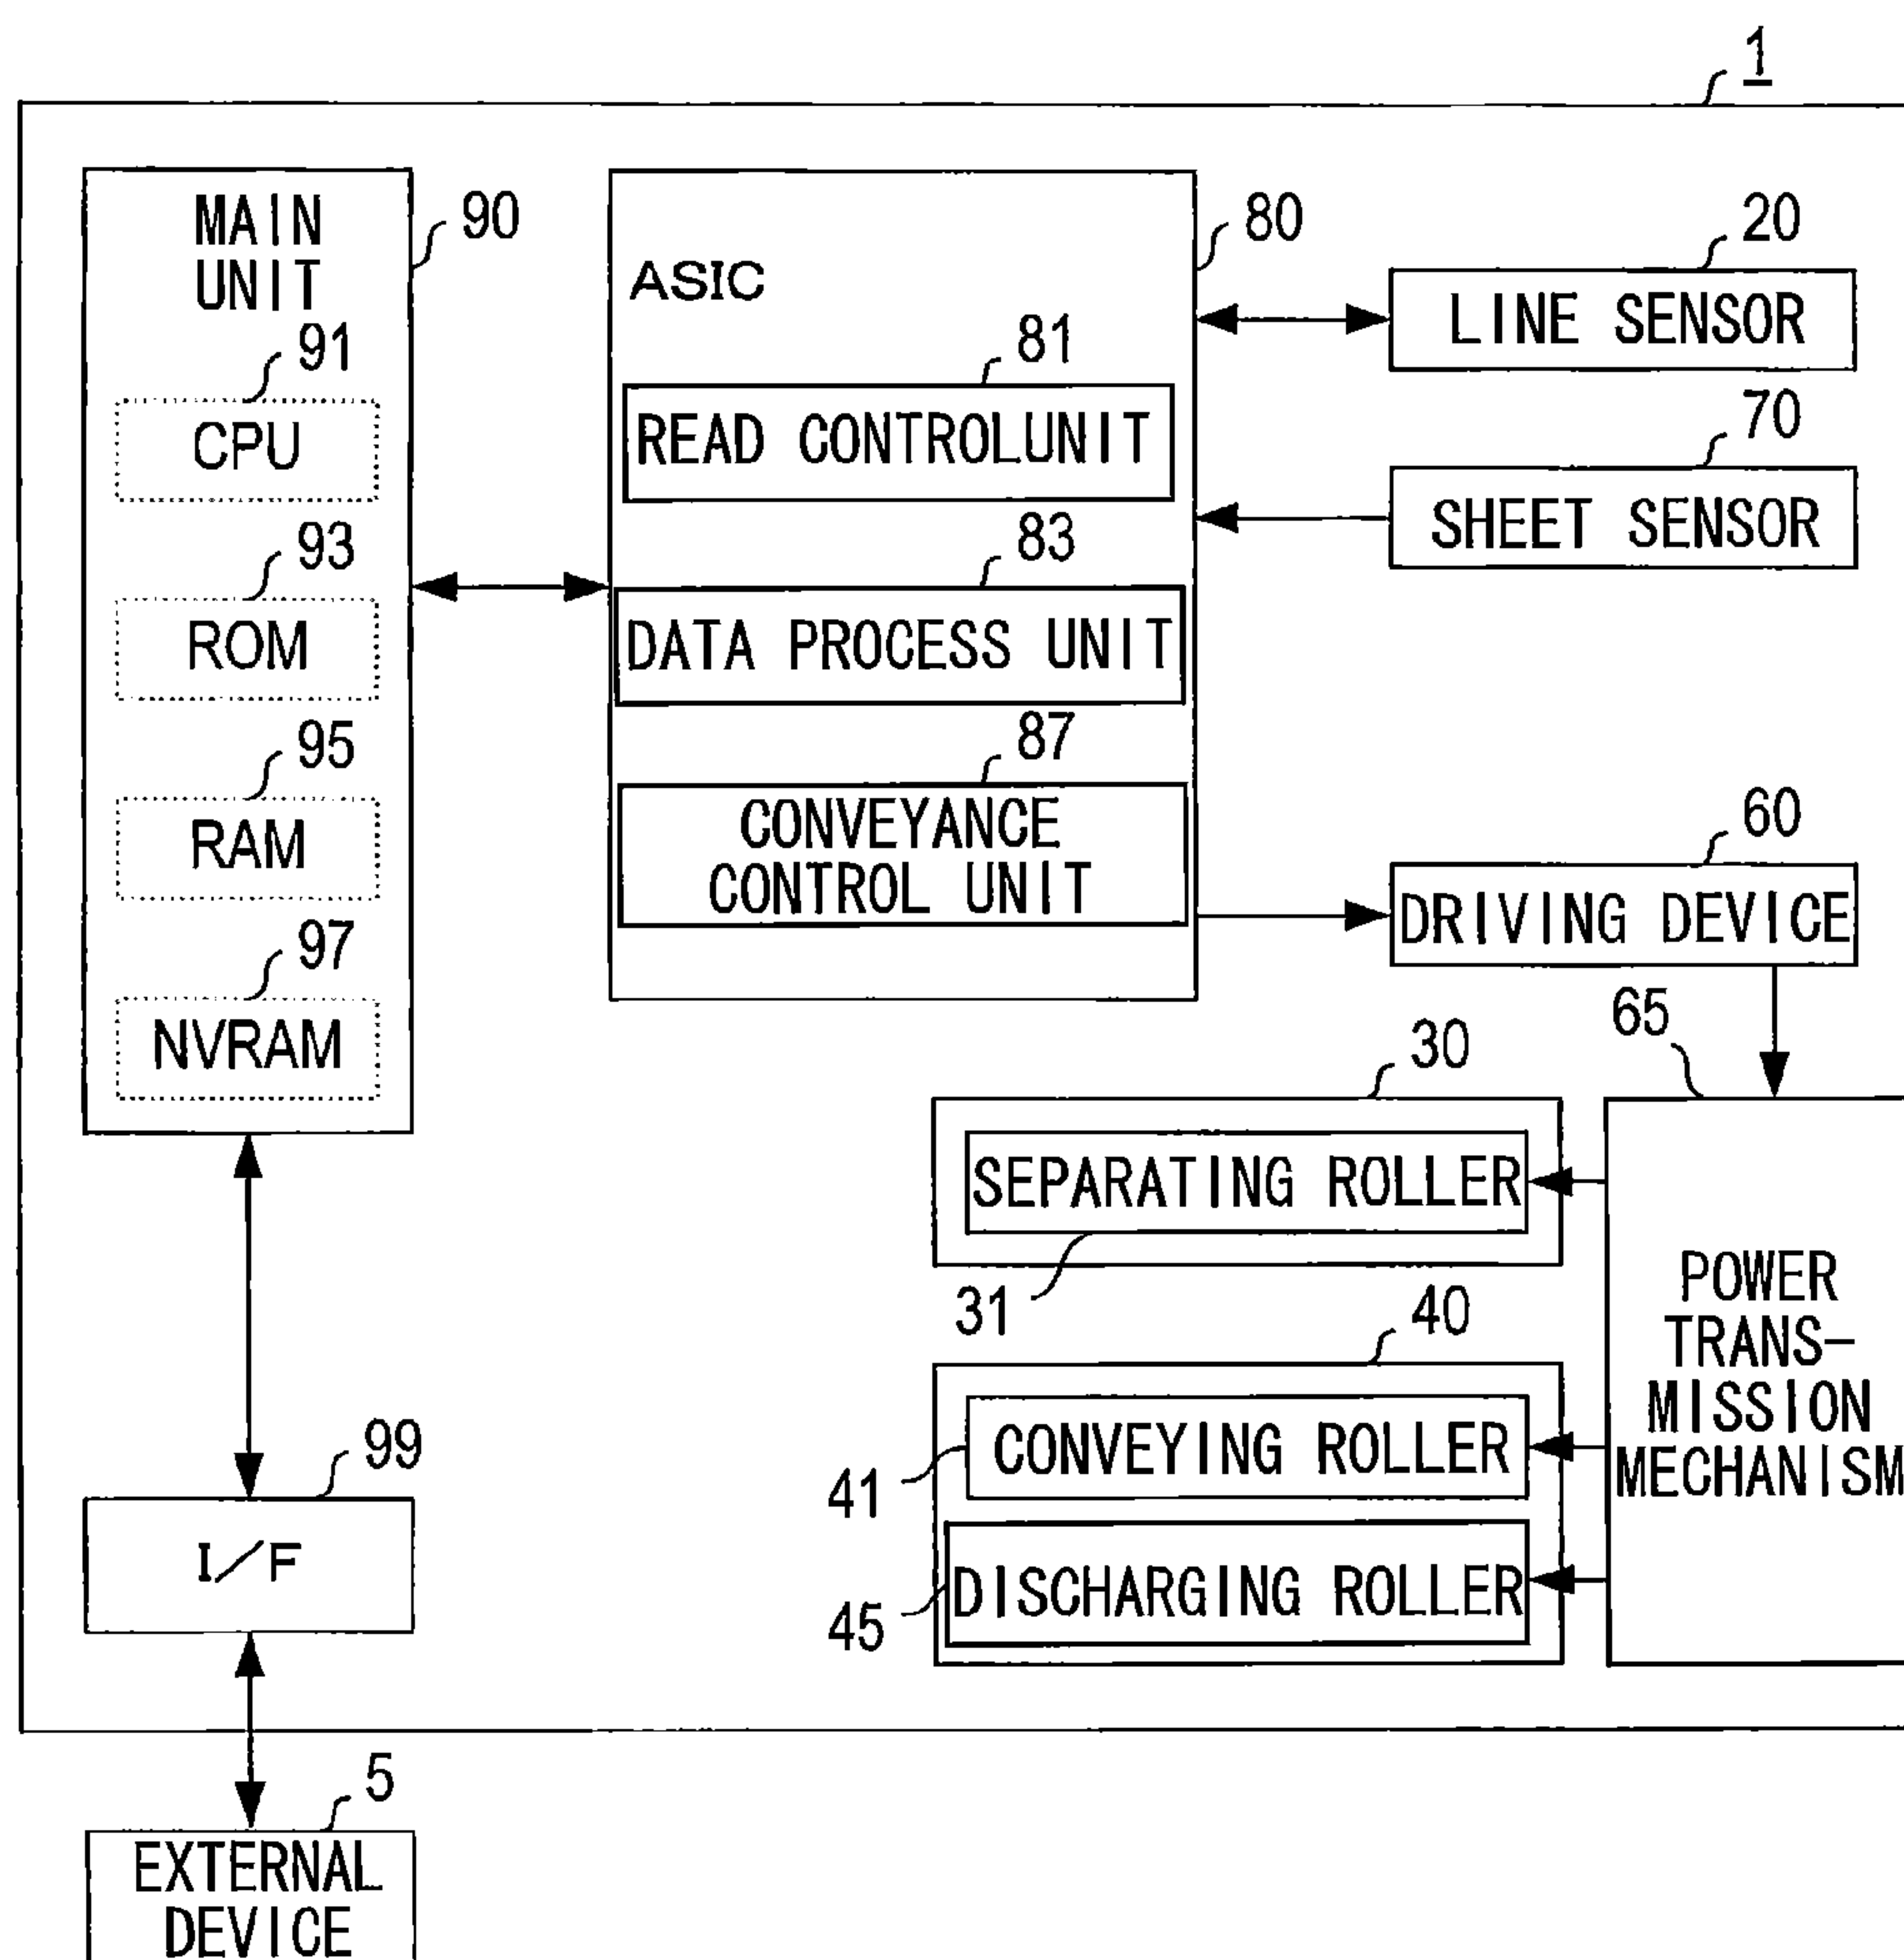 1
MAIN
UNIT
90
91
CPU
93
ROM
95
RAM
97
NVRAM
ASIC
80
81
READ CONTROLUNIT
83
DATA PROCESS UNIT
87
CONVEYANCE
CONTROL UNIT
20
LINE SENSOR
70
SHEET SENSOR
60
DRIVING DEVICE
65
POWER
TRANS-
MISSION
MECHANISM
30
SEPARATING ROLLER
31
40
CONVEYING ROLLER
41
DISCHARGING ROLLER
45
99
I/F
5
EXTERNAL
DEVICE